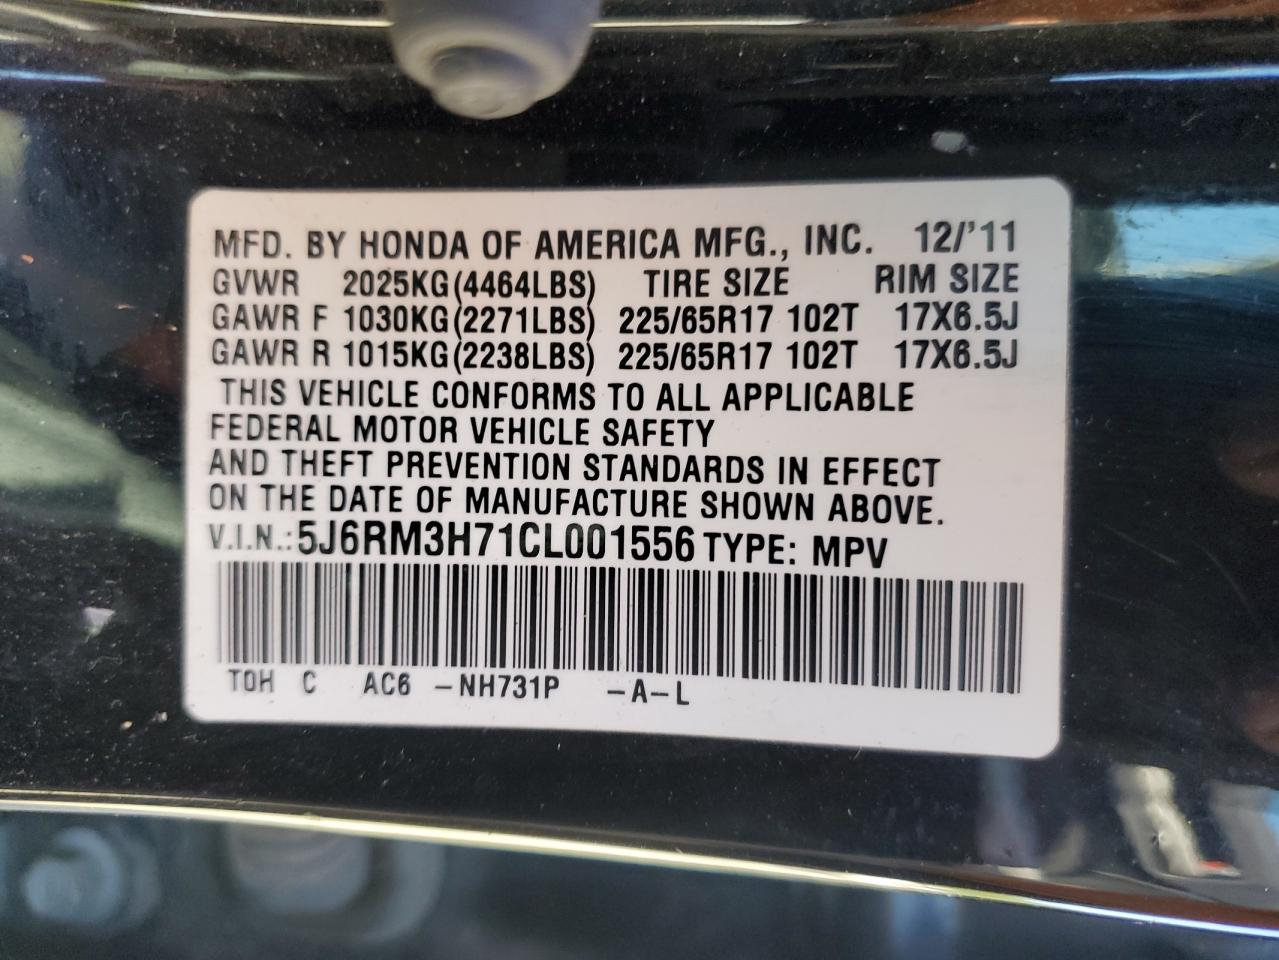 MFD. BY HONDA OF AMERICA MFG., INC. 12/'11
GVWR 2025KG(4464LBS) TIRE SIZE RIM SIZE
GAWR F 1030KG(2271LBS) 225/65R17 102T 17X6.5J
GAWR R 1015KG(2238LBS) 225/65R17 102T 17X6.5J
THIS VEHICLE CONFORMS TO ALL APPLICABLE
FEDERAL MOTOR VEHICLE SAFETY
AND THEFT PREVENTION STANDARDS IN EFFECT
ON THE DATE OF MANUFACTURE SHOWN ABOVE.
V.I.N.:5J6RM3H71CL001556 TYPE: MPV
T0H C AC6 -NH731P -A-L